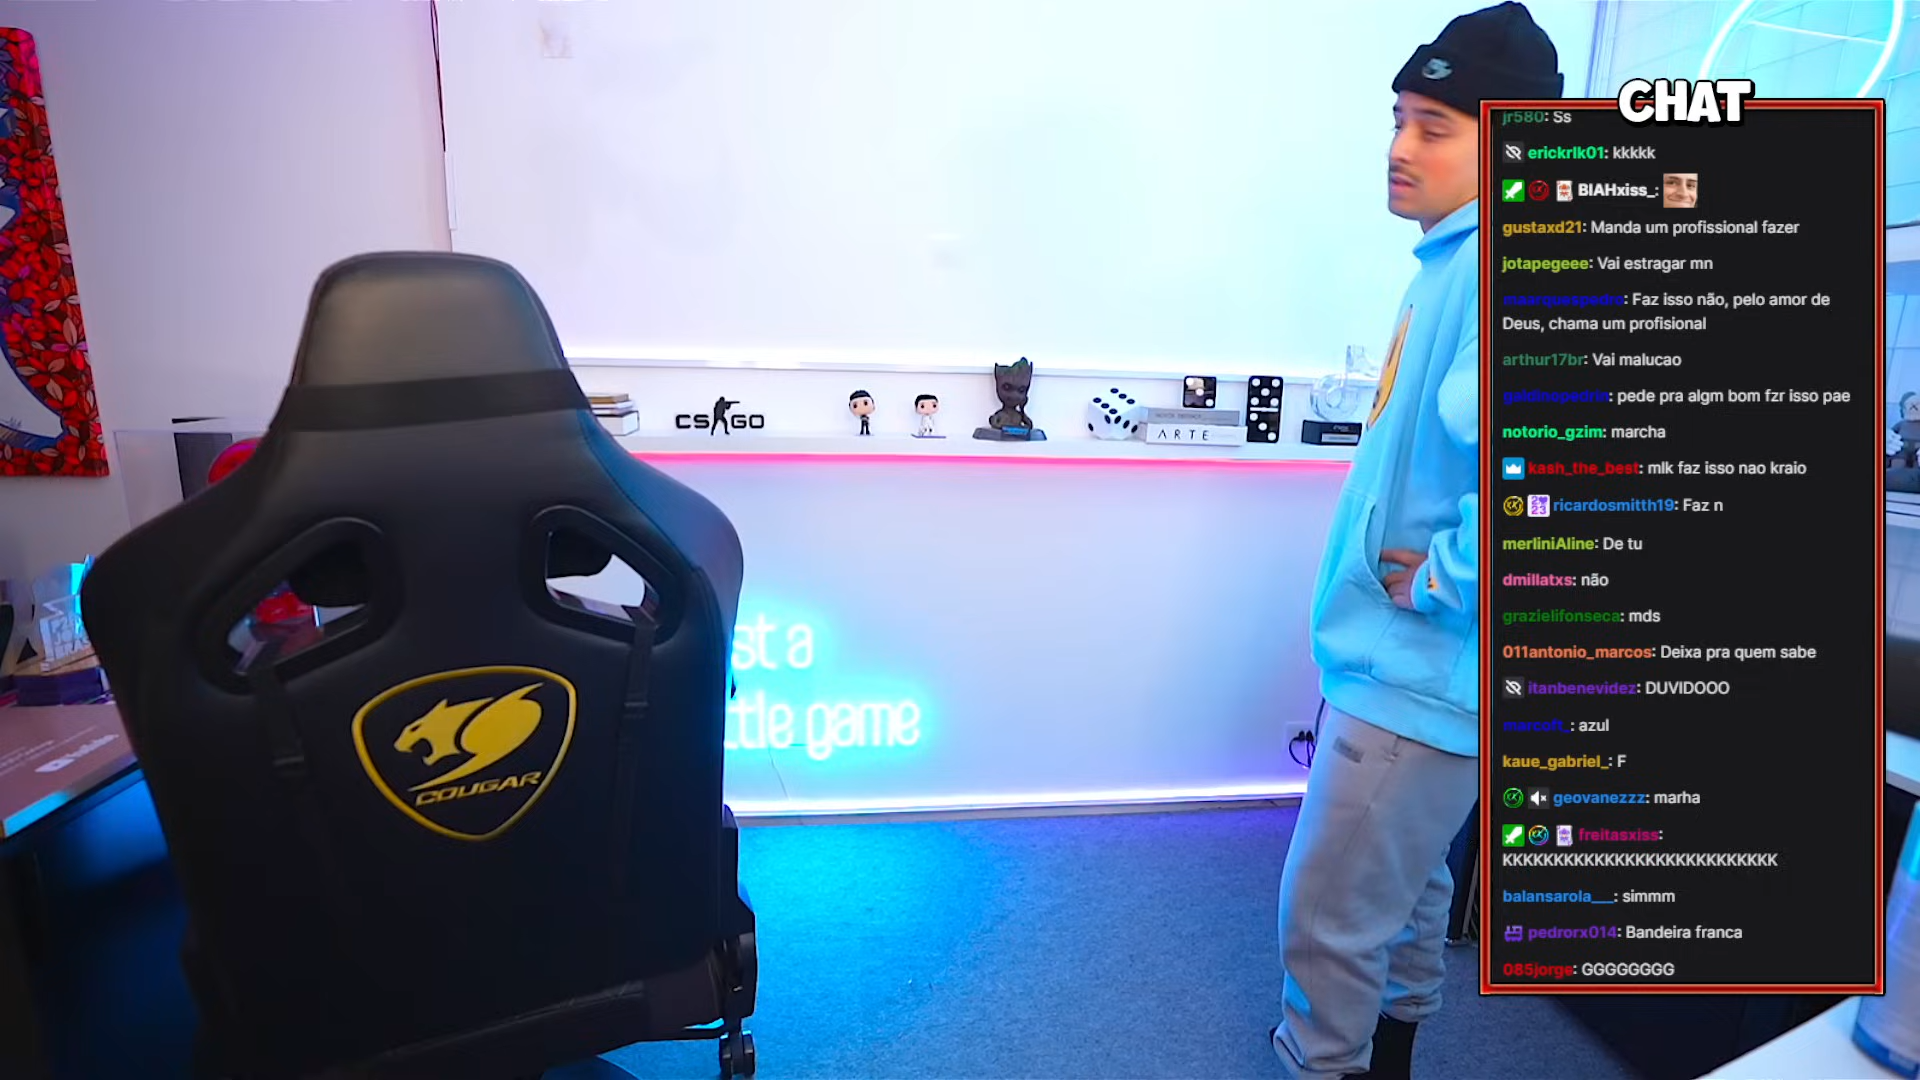 CHAT
jr580: Ss
erickrlk01: kkkkk
BIAHxiss_:
gustaxd21: Manda um profissional fazer
jotapegeee: Vai estragar mn
maarquespedro: Faz isso não, pelo amor de
Deus, chama um profisional
arthur17br: Vai malucao
galdinopedrin: pede pra algm bom fzr isso pae
notorio_gzim: marcha
kash_the_best: mlk faz isso nao kraio
ricardosmitth19: Faz n
merliniAline: De tu
dmillatxs: não
grazielifonseca: mds
011antonio_marcos: Deixa pra quem sabe
itanbenevidez: DUVIDOOO
marcoft_: azul
kaue_gabriel_: F
geovanezzz: marha
freitasxiss:
KKKKKKKKKKKKKKKKKKKKKKKKKKK
balansarola___: simmm
pedrorx014: Bandeira franca
085jorge: GGGGGGGG
CS GO
ARTE
st a
ttle game
COUGAR
YouTube